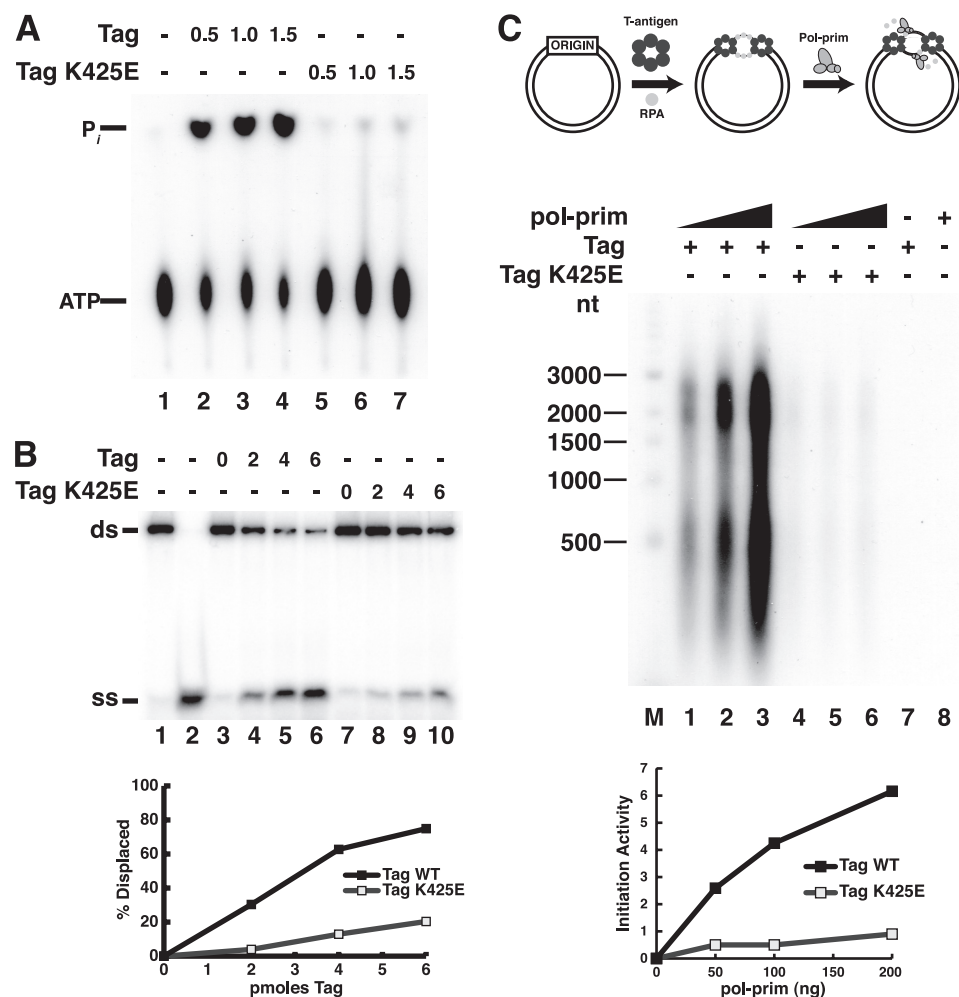 A
Tag - 0.5 1.0 1.5 - - -
Tag K425E - - - - 0.5 1.0 1.5
Pi
ATP
1 2 3 4 5 6 7
B
Tag - - 0 2 4 6 - - - -
Tag K425E - - - - - - 0 2 4 6
ds
ss
1 2 3 4 5 6 7 8 9 10
100
80
60
40
20
0
% Displaced
Tag WT
Tag K425E
0 1 2 3 4 5 6
pmoles Tag
C
ORIGIN
T-antigen
RPA
Pol-prim
pol-prim - +
Tag + + + - - - + -
Tag K425E - - - + + + - -
nt
3000
2000
1500
1000
500
M 1 2 3 4 5 6 7 8
7
6
5
4
3
2
1
0
Initiation Activity
Tag WT
Tag K425E
0 50 100 150 200
pol-prim (ng)